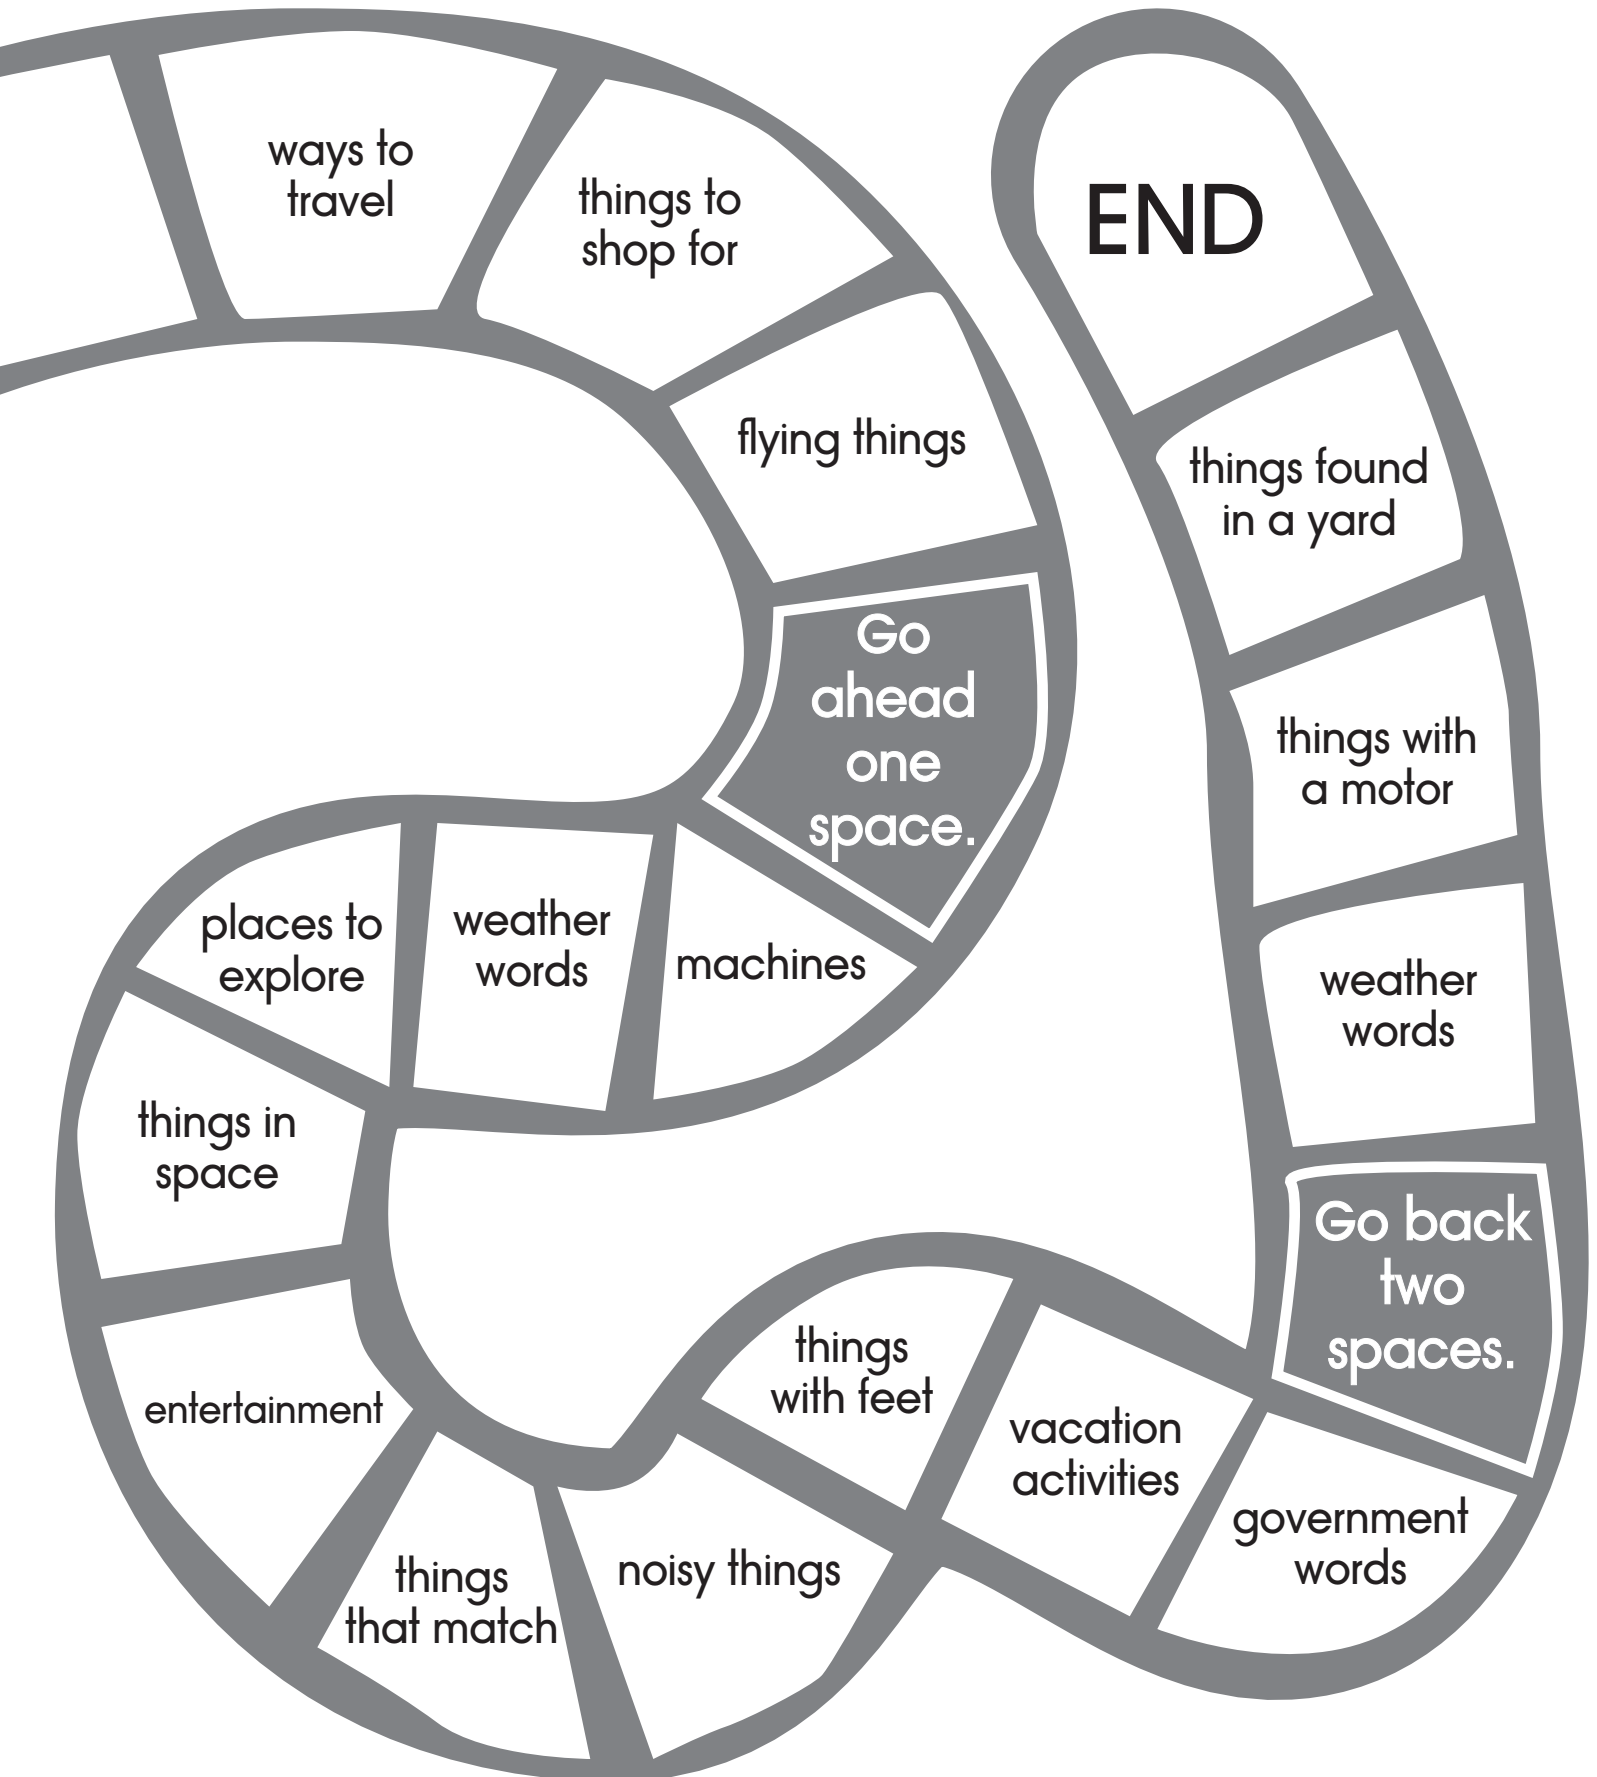 ways to
travel
things to
shop for
flying things
Go
ahead
one
space.
machines
weather
words
places to
explore
things in
space
entertainment
things
that match
noisy things
things
with feet
vacation
activities
government
words
Go back
two
spaces.
weather
words
things with
a motor
things found
in a yard
END